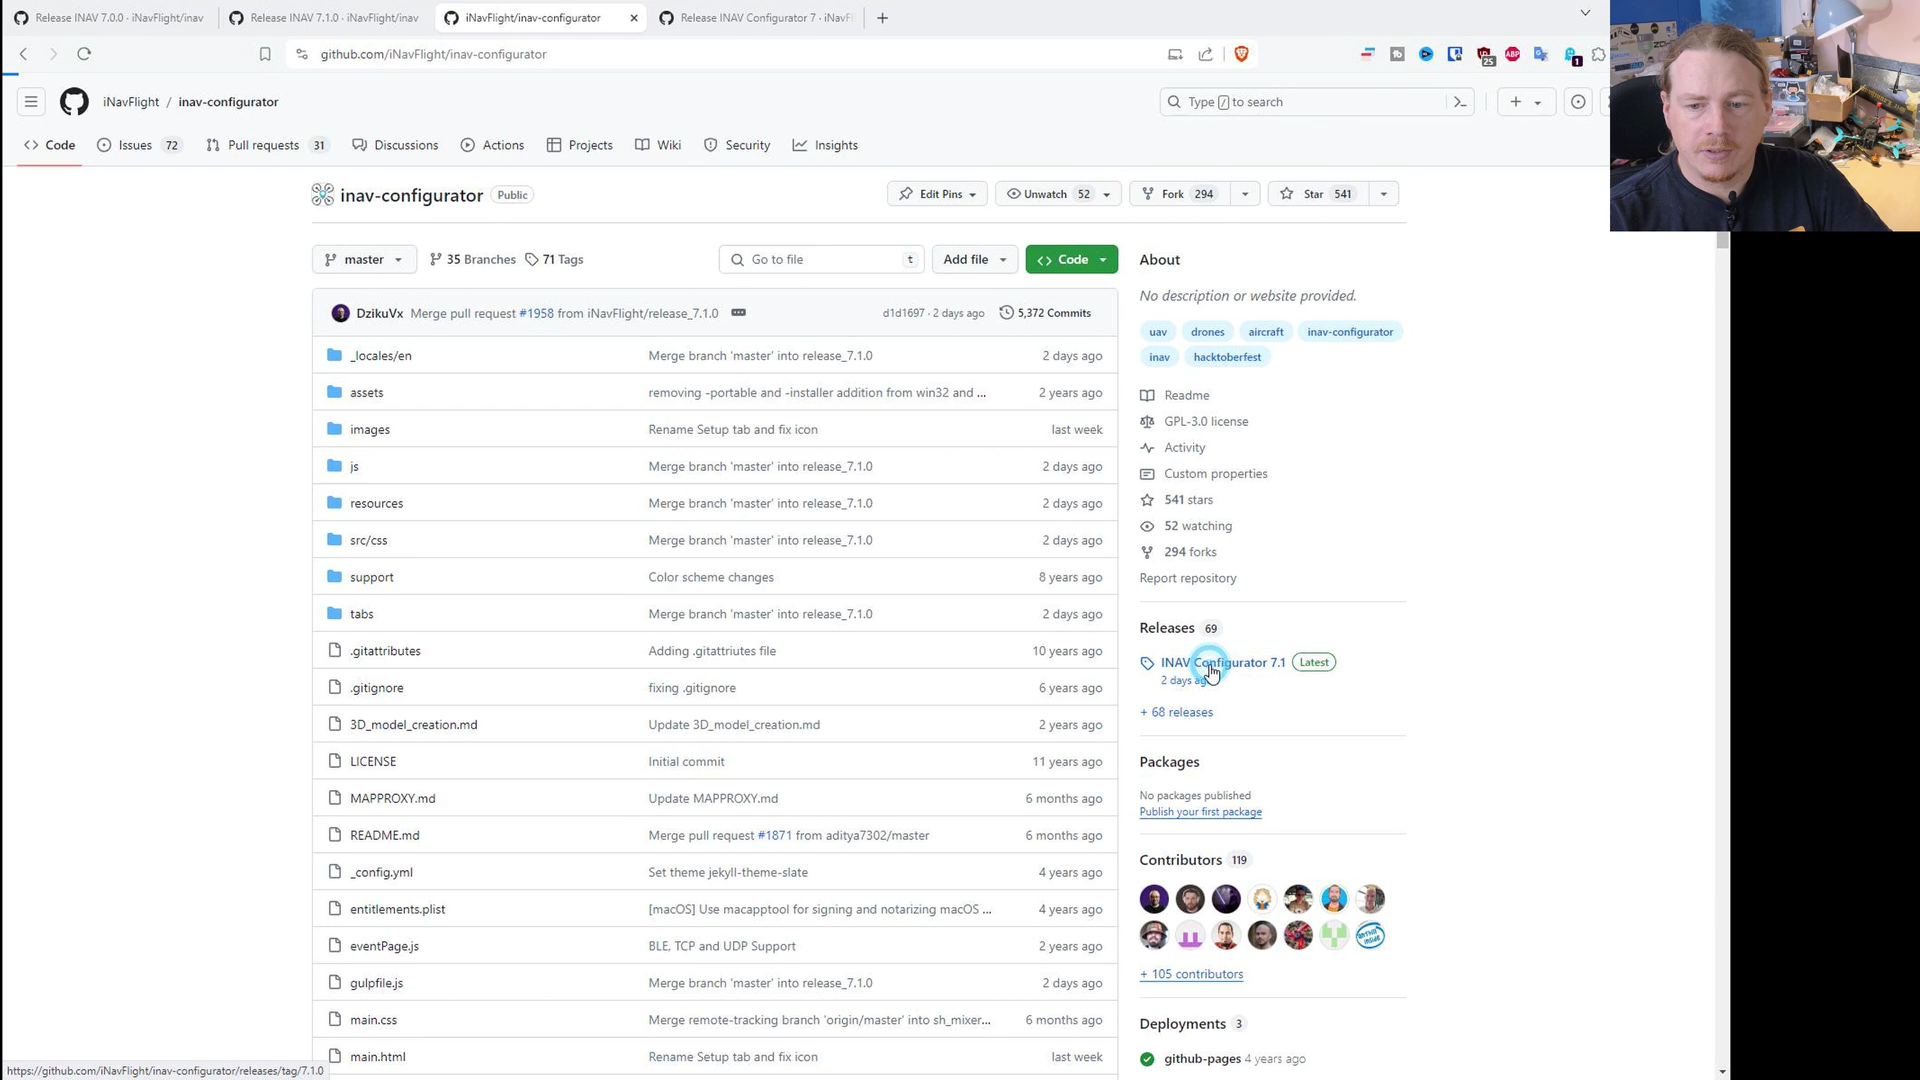 Release INAV 7.0.0 · iNavFlight/inav
Release INAV 7.1.0 · iNavFlight/inav
iNavFlight/inav-configurator
Release INAV Configurator 7 · iNavF
github.com/iNavFlight/inav-configurator
25
ABP
1
iNavFlight / inav-configurator
Type / to search
Code
Issues 72
Pull requests 31
Discussions
Actions
Projects
Wiki
Security
Insights
inav-configurator Public
Edit Pins
Unwatch 52
Fork 294
Star 541
master
35 Branches
71 Tags
Go to file t
Add file
Code
DzikuVx Merge pull request #1958 from iNavFlight/release_7.1.0 d1d1697 · 2 days ago 5,372 Commits
_locales/en Merge branch 'master' into release_7.1.0 2 days ago
assets removing -portable and -installer addition from win32 and ... 2 years ago
images Rename Setup tab and fix icon last week
js Merge branch 'master' into release_7.1.0 2 days ago
resources Merge branch 'master' into release_7.1.0 2 days ago
src/css Merge branch 'master' into release_7.1.0 2 days ago
support Color scheme changes 8 years ago
tabs Merge branch 'master' into release_7.1.0 2 days ago
.gitattributes Adding .gitattriutes file 10 years ago
.gitignore fixing .gitignore 6 years ago
3D_model_creation.md Update 3D_model_creation.md 2 years ago
LICENSE Initial commit 11 years ago
MAPPROXY.md Update MAPPROXY.md 6 months ago
README.md Merge pull request #1871 from aditya7302/master 6 months ago
_config.yml Set theme jekyll-theme-slate 4 years ago
entitlements.plist [macOS] Use macapptool for signing and notarizing macOS ... 4 years ago
eventPage.js BLE, TCP and UDP Support 2 years ago
gulpfile.js Merge branch 'master' into release_7.1.0 2 days ago
main.css Merge remote-tracking branch 'origin/master' into sh_mixer... 6 months ago
main.html Rename Setup tab and fix icon last week
About
No description or website provided.
uav drones aircraft inav-configurator
inav hacktoberfest
Readme
GPL-3.0 license
Activity
Custom properties
541 stars
52 watching
294 forks
Report repository
Releases 69
INAV Configurator 7.1 Latest
2 days ago
+ 68 releases
Packages
No packages published
Publish your first package
Contributors 119
+ 105 contributors
Deployments 3
github-pages 4 years ago
https://github.com/iNavFlight/inav-configurator/releases/tag/7.1.0